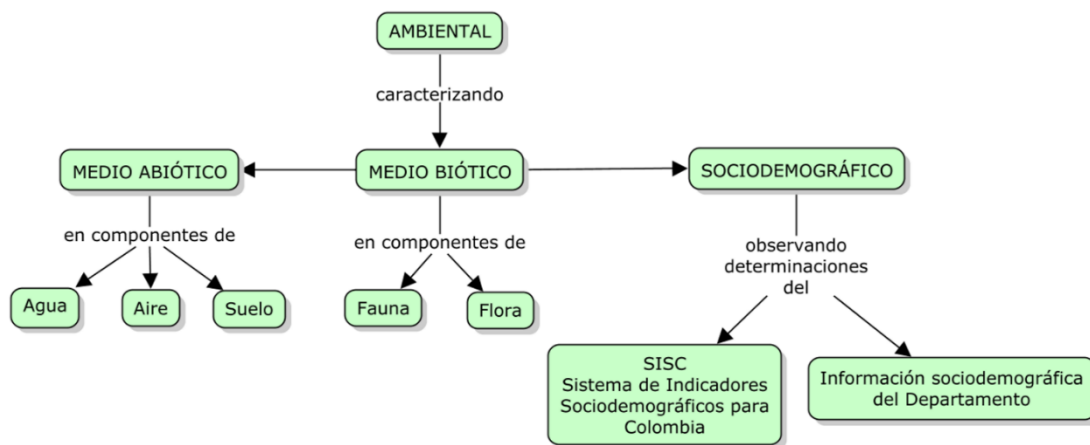 AMBIENTAL
caracterizando
MEDIO ABIÓTICO
MEDIO BIÓTICO
SOCIODEMOGRÁFICO
en componentes de
en componentes de
observando
determinaciones
del
Agua
Aire
Suelo
Fauna
Flora
SISC
Sistema de Indicadores
Sociodemográficos para
Colombia
Información sociodemográfica
del Departamento